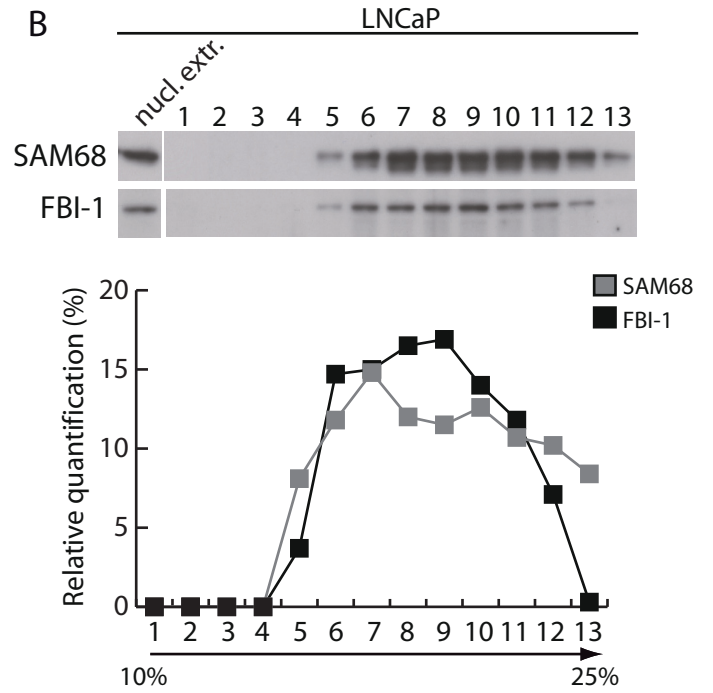 B
LNCaP
nucl. extr.
1 2 3 4 5 6 7 8 9 10 11 12 13
SAM68
FBI-1
SAM68
FBI-1
Relative quantification (%)
20
15
10
5
0
1 2 3 4 5 6 7 8 9 10 11 12 13
10% 25%